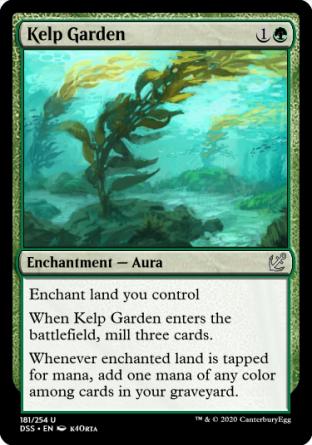 Kelp Garden 1
Enchantment — Aura
Enchant land you control
When Kelp Garden enters the
battlefield, mill three cards.
Whenever enchanted land is tapped
for mana, add one mana of any color
among cards in your graveyard.
181/254 U
DSS • EN K4ORTA
™ & © 2020 CanterburyEgg